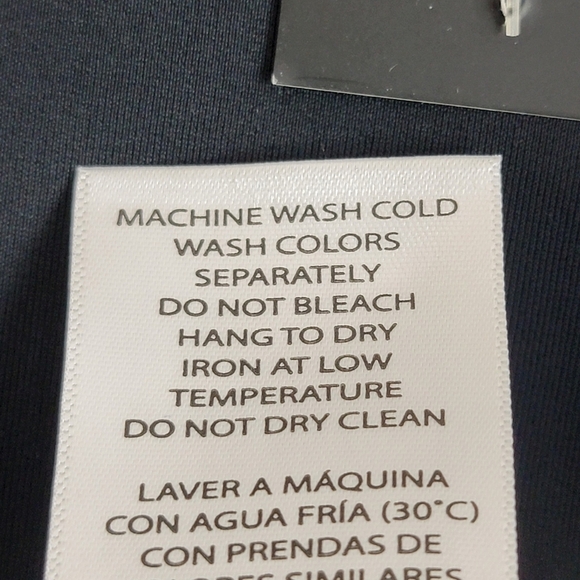 MACHINE WASH COLD
WASH COLORS
SEPARATELY
DO NOT BLEACH
HANG TO DRY
IRON AT LOW
TEMPERATURE
DO NOT DRY CLEAN
LAVER A MÁQUINA
CON AGUA FRÍA (30°C)
CON PRENDAS DE
SIMILARES